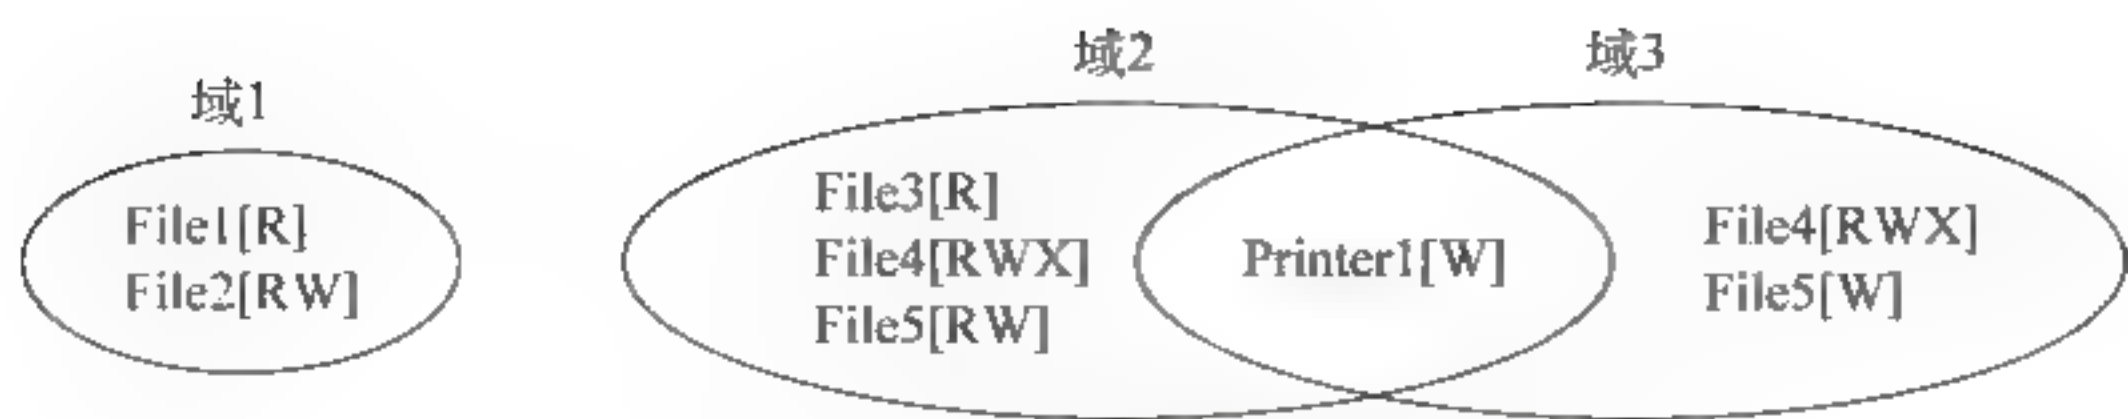 域1
File1[R]
File2[RW]
域2
File3[R]
File4[RWX]
File5[RW]
Printer1[W]
域3
File4[RWX]
File5[W]